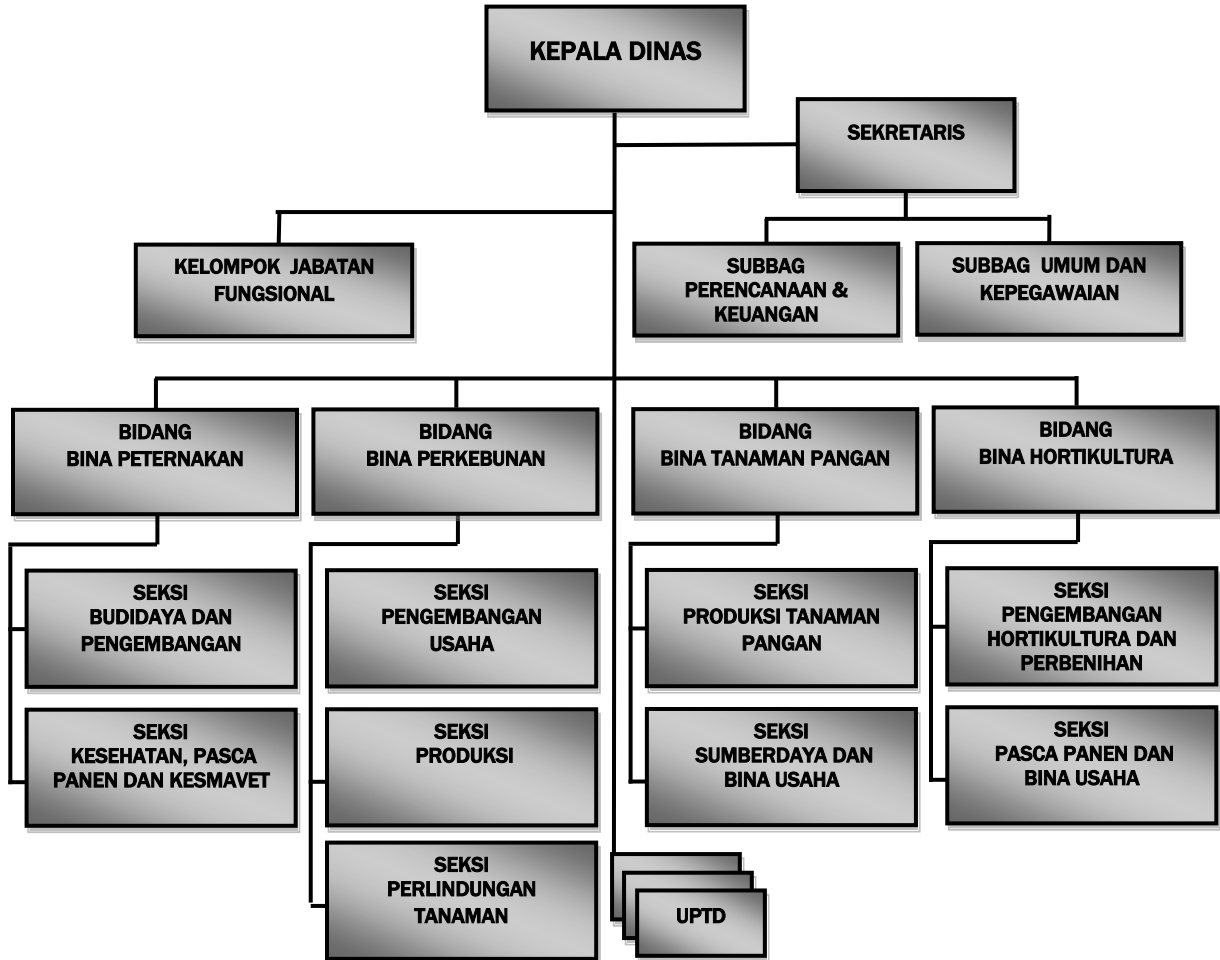 KEPALA DINAS
SEKRETARIS
KELOMPOK JABATAN
FUNGSIONAL
SUBBAG
PERENCANAAN &
KEUANGAN
SUBBAG UMUM DAN
KEPEGAWAIAN
BIDANG
BINA PETERNAKAN
BIDANG
BINA PERKEBUNAN
BIDANG
BINA TANAMAN PANGAN
BIDANG
BINA HORTIKULTURA
SEKSI
BUDIDAYA DAN
PENGEMBANGAN
SEKSI
PENGEMBANGAN
USAHA
SEKSI
PRODUKSI TANAMAN
PANGAN
SEKSI
PENGEMBANGAN
HORTIKULTURA DAN
PERBENIHAN
SEKSI
KESEHATAN, PASCA
PANEN DAN KESMAVET
SEKSI
PRODUKSI
SEKSI
SUMBERDAYA DAN
BINA USAHA
SEKSI
PASCA PANEN DAN
BINA USAHA
SEKSI
PERLINDUNGAN
TANAMAN
UPTD